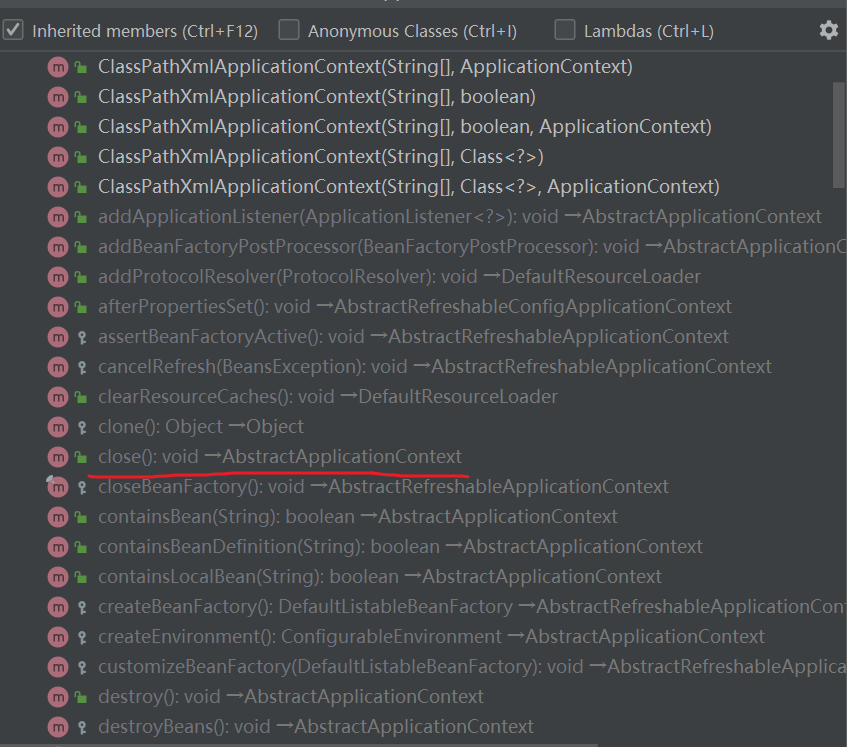 Inherited members (Ctrl+F12) Anonymous Classes (Ctrl+I) Lambdas (Ctrl+L)
m ClassPathXmlApplicationContext(String[], ApplicationContext)
m ClassPathXmlApplicationContext(String[], boolean)
m ClassPathXmlApplicationContext(String[], boolean, ApplicationContext)
m ClassPathXmlApplicationContext(String[], Class<?>)
m ClassPathXmlApplicationContext(String[], Class<?>, ApplicationContext)
m addApplicationListener(ApplicationListener<?>): void →AbstractApplicationContext
m addBeanFactoryPostProcessor(BeanFactoryPostProcessor): void →AbstractApplicationC
m addProtocolResolver(ProtocolResolver): void →DefaultResourceLoader
m afterPropertiesSet(): void →AbstractRefreshableConfigApplicationContext
m assertBeanFactoryActive(): void →AbstractRefreshableApplicationContext
m cancelRefresh(BeansException): void →AbstractRefreshableApplicationContext
m clearResourceCaches(): void →DefaultResourceLoader
m clone(): Object →Object
m close(): void →AbstractApplicationContext
m closeBeanFactory(): void →AbstractRefreshableApplicationContext
m containsBean(String): boolean →AbstractApplicationContext
m containsBeanDefinition(String): boolean →AbstractApplicationContext
m containsLocalBean(String): boolean →AbstractApplicationContext
m createBeanFactory(): DefaultListableBeanFactory →AbstractRefreshableApplicationCon
m createEnvironment(): ConfigurableEnvironment →AbstractApplicationContext
m customizeBeanFactory(DefaultListableBeanFactory): void →AbstractRefreshableApplica
m destroy(): void →AbstractApplicationContext
m destroyBeans(): void →AbstractApplicationContext